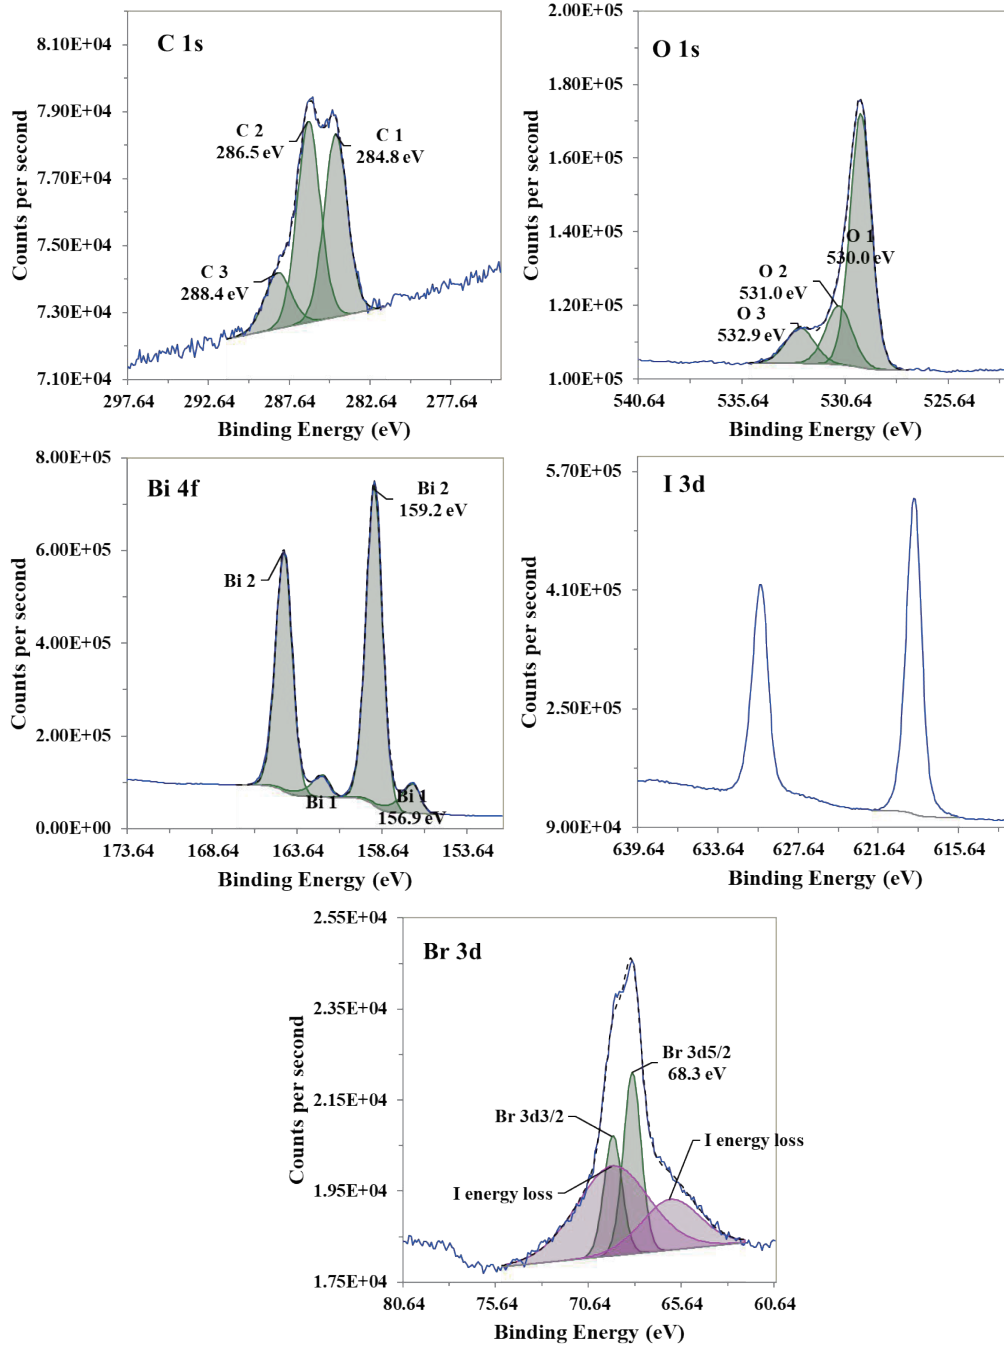 C 1s
8.10E+04
7.90E+04
7.70E+04
7.50E+04
7.30E+04
7.10E+04
Counts per second
C 2
286.5 eV
C 1
284.8 eV
C 3
288.4 eV
297.64 292.64 287.64 282.64 277.64
Binding Energy (eV)
O 1s
2.00E+05
1.80E+05
1.60E+05
1.40E+05
1.20E+05
1.00E+05
Counts per second
O 1
530.0 eV
O 2
531.0 eV
O 3
532.9 eV
540.64 535.64 530.64 525.64
Binding Energy (eV)
Bi 4f
8.00E+05
6.00E+05
4.00E+05
2.00E+05
0.00E+00
Counts per second
Bi 2
159.2 eV
Bi 2
Bi 1
Bi 1
156.9 eV
173.64 168.64 163.64 158.64 153.64
Binding Energy (eV)
I 3d
5.70E+05
4.10E+05
2.50E+05
9.00E+04
Counts per second
639.64 633.64 627.64 621.64 615.64
Binding Energy (eV)
Br 3d
2.55E+04
2.35E+04
2.15E+04
1.95E+04
1.75E+04
Counts per second
Br 3d5/2
68.3 eV
Br 3d3/2
I energy loss
I energy loss
80.64 75.64 70.64 65.64 60.64
Binding Energy (eV)